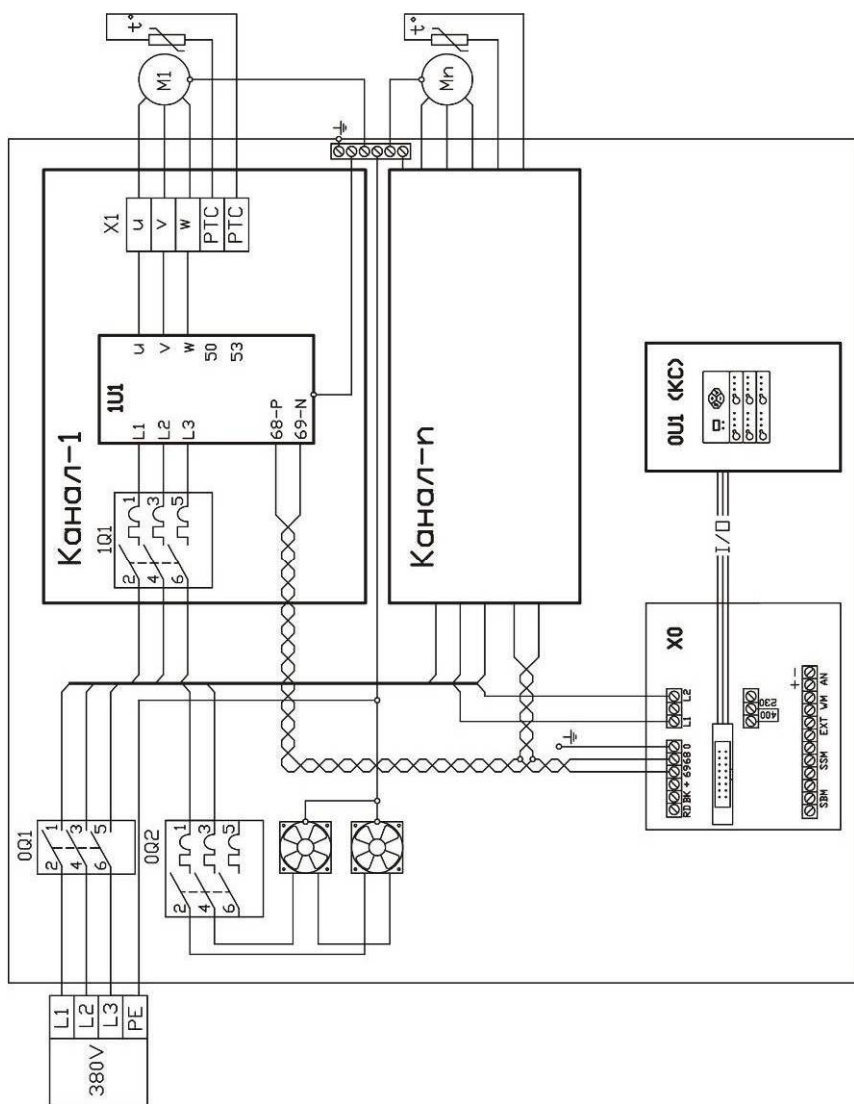 380V
L1
L2
L3
PE
0Q1
2 1
4 3
6 5
0Q2
2 1
4 3
6 5
Канал-1
1Q1
2 1
4 3
6 5
1U1
L1 u
L2 v
L3 w
50
53
68-P
69-N
X1
u
v
w
PTC
PTC
M1
t°
Канал-n
Mn
t°
X0
L1 L2
RD BK + 69 68 0
400 230
SBM SSM EXT WM AN
+ -
I/O
0U1 (КС)